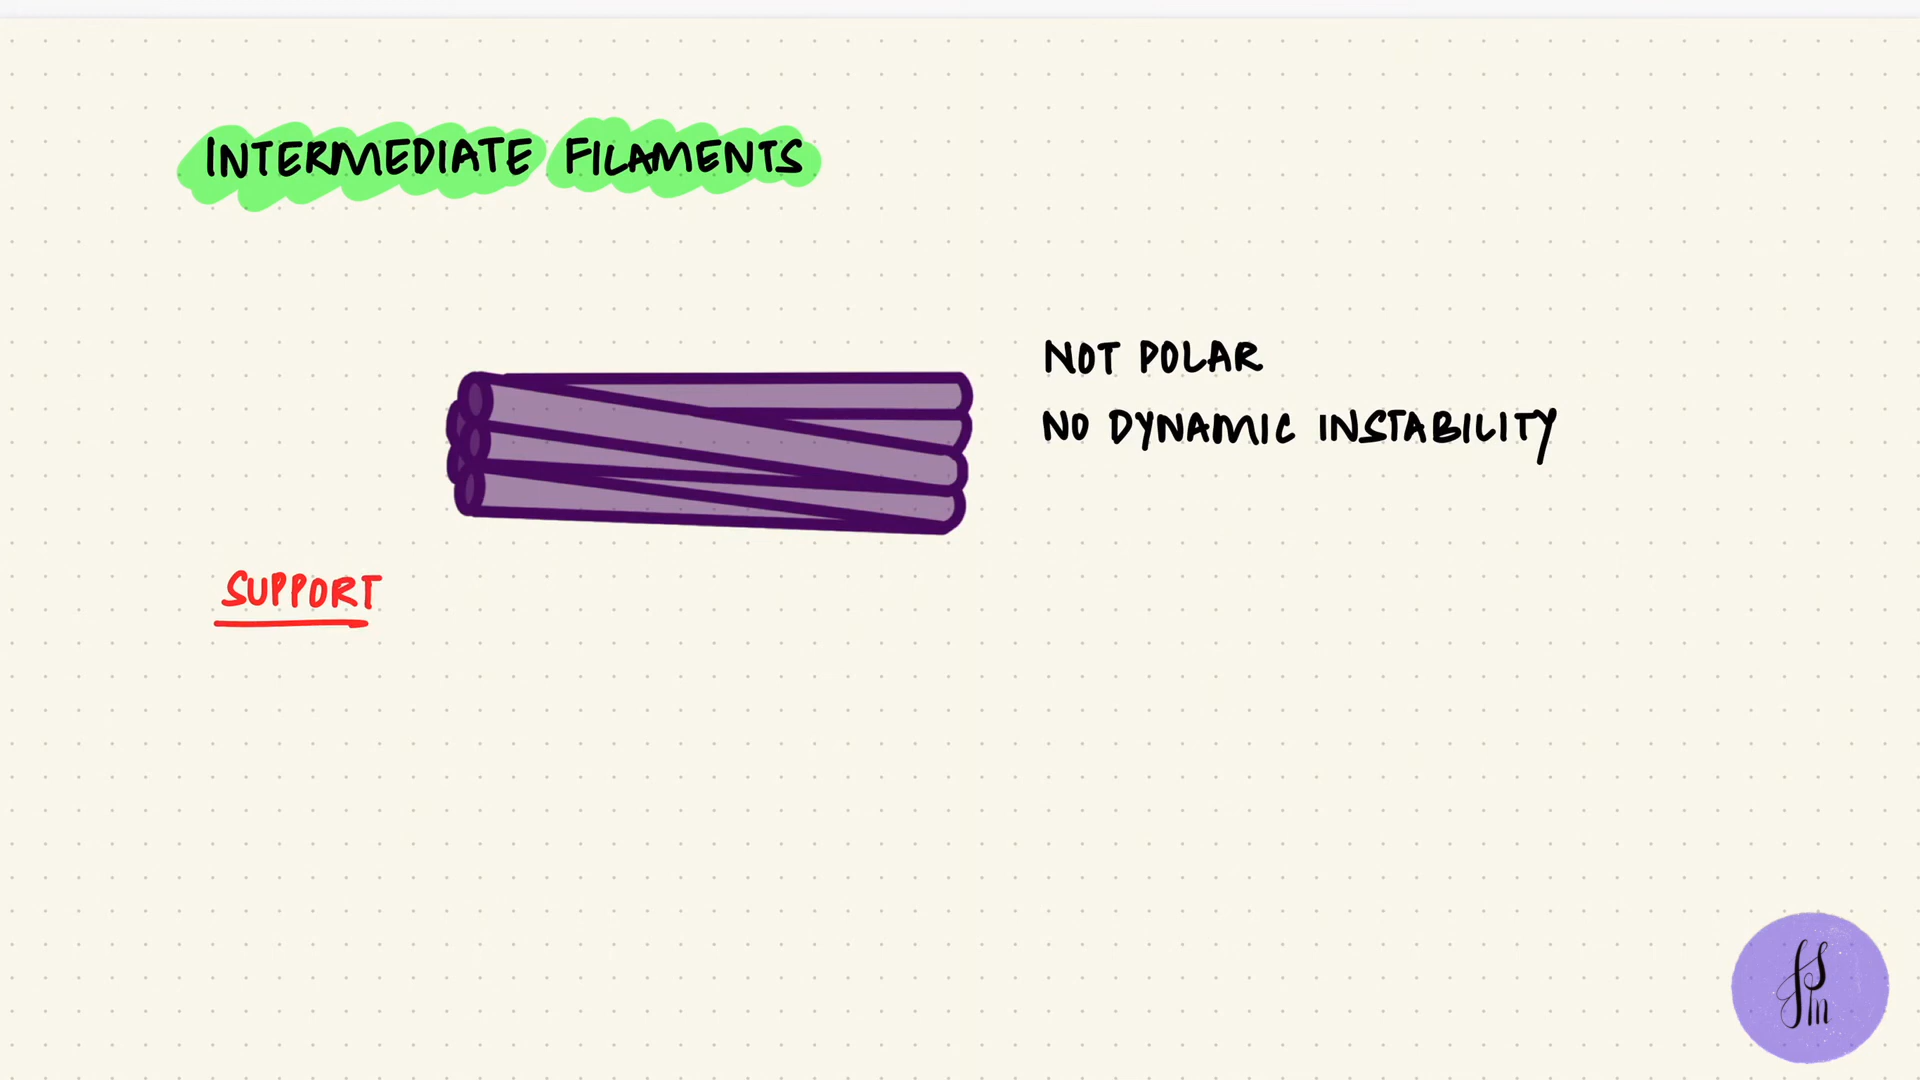 INTERMEDIATE FILAMENTS
NOT POLAR
NO DYNAMIC INSTABILITY
SUPPORT